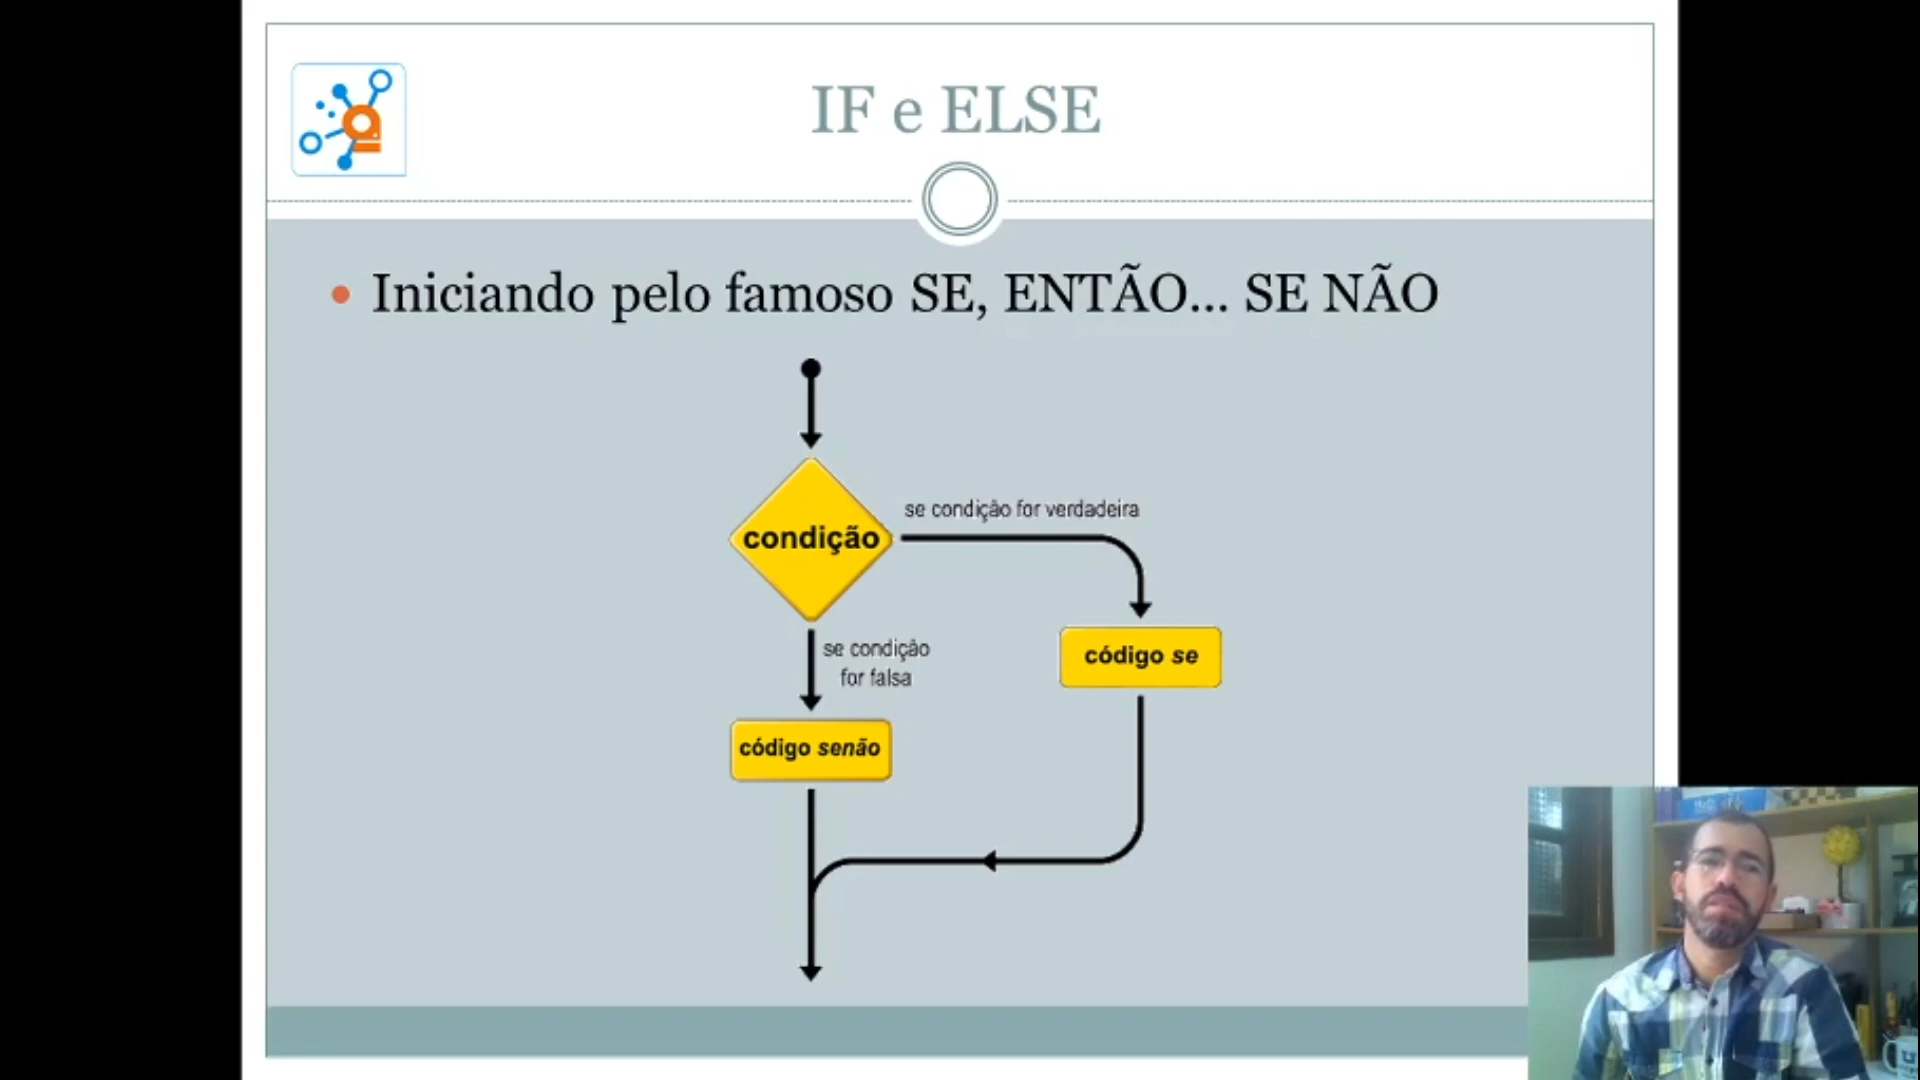 IF e ELSE
Iniciando pelo famoso SE, ENTÃO... SE NÃO
se condição for verdadeira
condição
se condição
for falsa
código se
código senão